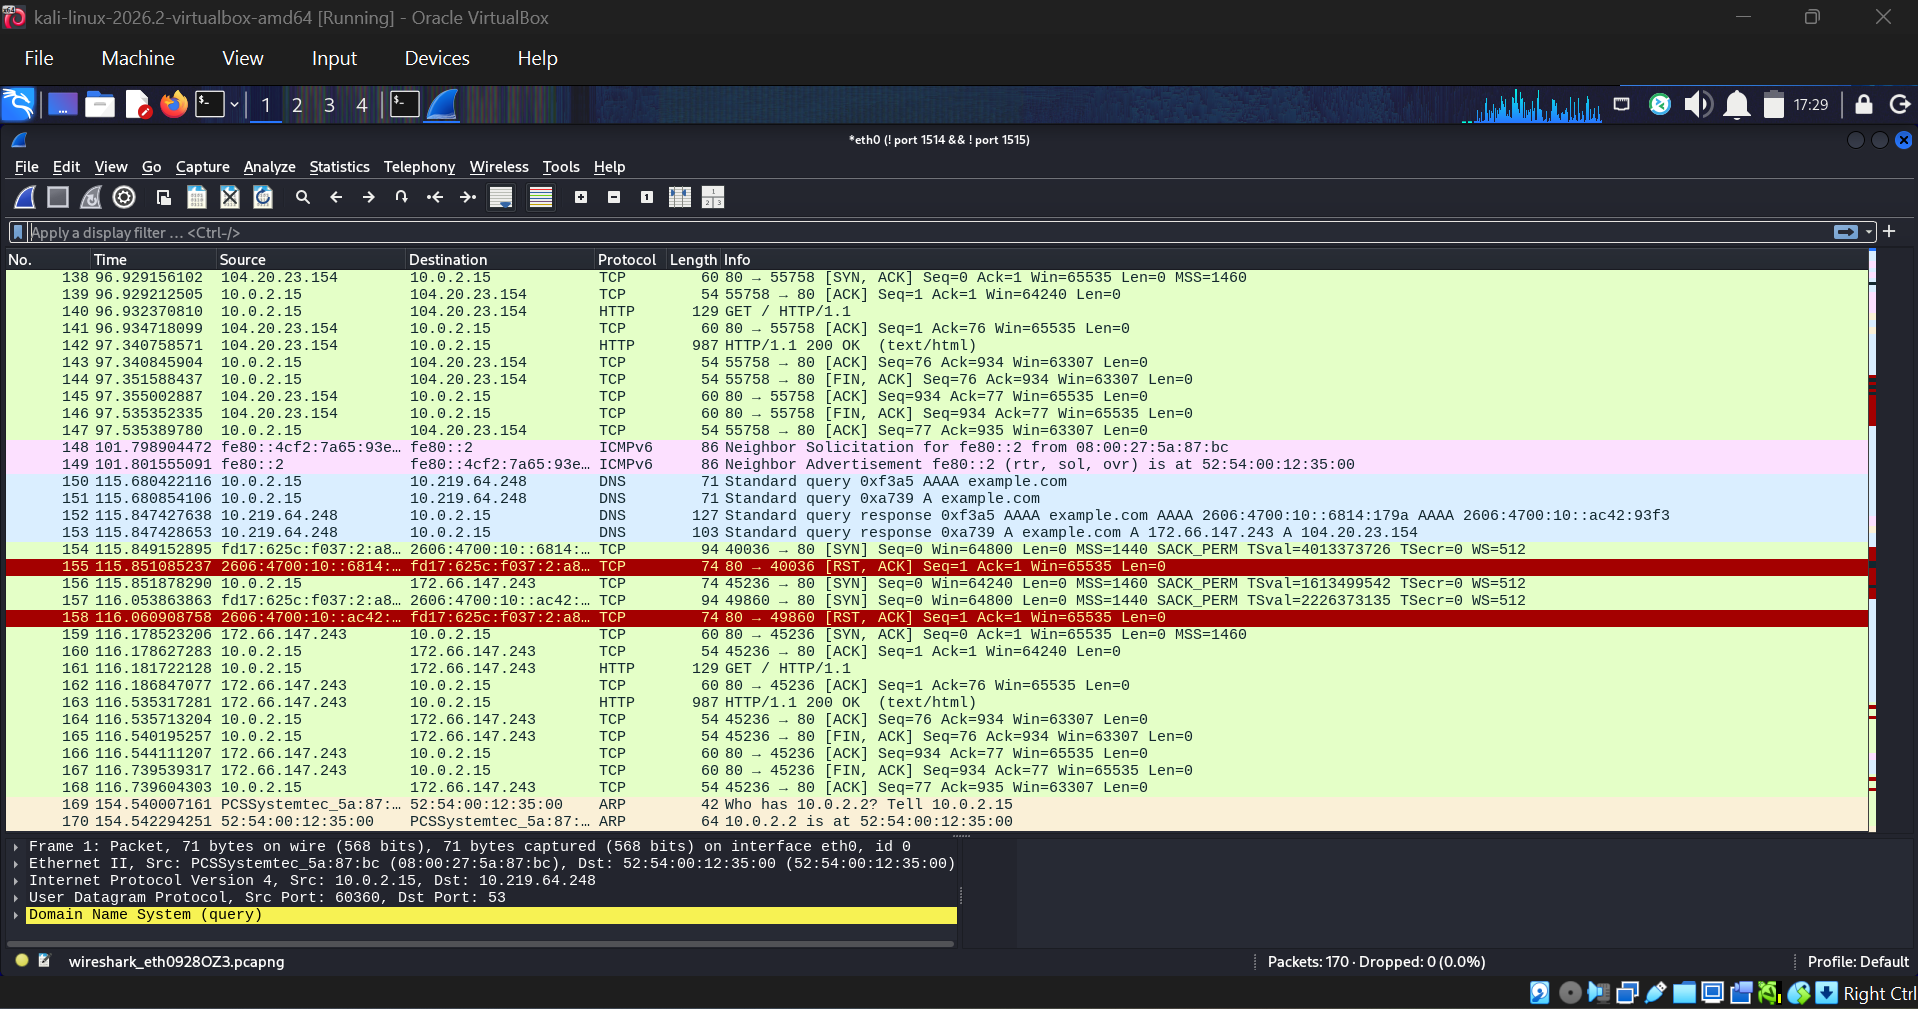 kali-linux-2026.2-virtualbox-amd64 [Running] - Oracle VirtualBox
File Machine View Input Devices Help
1 2 3 4 17:29
*eth0 (! port 1514 && ! port 1515)
File Edit View Go Capture Analyze Statistics Telephony Wireless Tools Help
Apply a display filter … <Ctrl-/>
No. Time Source Destination Protocol Length Info
138 96.929156102 104.20.23.154 10.0.2.15 TCP 60 80 → 55758 [SYN, ACK] Seq=0 Ack=1 Win=65535 Len=0 MSS=1460
139 96.929212505 10.0.2.15 104.20.23.154 TCP 54 55758 → 80 [ACK] Seq=1 Ack=1 Win=64240 Len=0
140 96.932370810 10.0.2.15 104.20.23.154 HTTP 129 GET / HTTP/1.1
141 96.934718099 104.20.23.154 10.0.2.15 TCP 60 80 → 55758 [ACK] Seq=1 Ack=76 Win=65535 Len=0
142 97.340758571 104.20.23.154 10.0.2.15 HTTP 987 HTTP/1.1 200 OK (text/html)
143 97.340845904 10.0.2.15 104.20.23.154 TCP 54 55758 → 80 [ACK] Seq=76 Ack=934 Win=63307 Len=0
144 97.351588437 10.0.2.15 104.20.23.154 TCP 54 55758 → 80 [FIN, ACK] Seq=76 Ack=934 Win=63307 Len=0
145 97.355002887 104.20.23.154 10.0.2.15 TCP 60 80 → 55758 [ACK] Seq=934 Ack=77 Win=65535 Len=0
146 97.535352335 104.20.23.154 10.0.2.15 TCP 60 80 → 55758 [FIN, ACK] Seq=934 Ack=77 Win=65535 Len=0
147 97.535389780 10.0.2.15 104.20.23.154 TCP 54 55758 → 80 [ACK] Seq=77 Ack=935 Win=63307 Len=0
148 101.798904472 fe80::4cf2:7a65:93e… fe80::2 ICMPv6 86 Neighbor Solicitation for fe80::2 from 08:00:27:5a:87:bc
149 101.801555091 fe80::2 fe80::4cf2:7a65:93e… ICMPv6 86 Neighbor Advertisement fe80::2 (rtr, sol, ovr) is at 52:54:00:12:35:00
150 115.680422116 10.0.2.15 10.219.64.248 DNS 71 Standard query 0xf3a5 AAAA example.com
151 115.680854106 10.0.2.15 10.219.64.248 DNS 71 Standard query 0xa739 A example.com
152 115.847427638 10.219.64.248 10.0.2.15 DNS 127 Standard query response 0xf3a5 AAAA example.com AAAA 2606:4700:10::6814:179a AAAA 2606:4700:10::ac42:93f3
153 115.847428653 10.219.64.248 10.0.2.15 DNS 103 Standard query response 0xa739 A example.com A 172.66.147.243 A 104.20.23.154
154 115.849152895 fd17:625c:f037:2:a8… 2606:4700:10::6814:… TCP 94 40036 → 80 [SYN] Seq=0 Win=64800 Len=0 MSS=1440 SACK_PERM TSval=4013373726 TSecr=0 WS=512
155 115.851085237 2606:4700:10::6814:… fd17:625c:f037:2:a8… TCP 74 80 → 40036 [RST, ACK] Seq=1 Ack=1 Win=65535 Len=0
156 115.851878290 10.0.2.15 172.66.147.243 TCP 74 45236 → 80 [SYN] Seq=0 Win=64240 Len=0 MSS=1460 SACK_PERM TSval=1613499542 TSecr=0 WS=512
157 116.053863863 fd17:625c:f037:2:a8… 2606:4700:10::ac42:… TCP 94 49860 → 80 [SYN] Seq=0 Win=64800 Len=0 MSS=1440 SACK_PERM TSval=2226373135 TSecr=0 WS=512
158 116.060908758 2606:4700:10::ac42:… fd17:625c:f037:2:a8… TCP 74 80 → 49860 [RST, ACK] Seq=1 Ack=1 Win=65535 Len=0
159 116.178523206 172.66.147.243 10.0.2.15 TCP 60 80 → 45236 [SYN, ACK] Seq=0 Ack=1 Win=65535 Len=0 MSS=1460
160 116.178627283 10.0.2.15 172.66.147.243 TCP 54 45236 → 80 [ACK] Seq=1 Ack=1 Win=64240 Len=0
161 116.181722128 10.0.2.15 172.66.147.243 HTTP 129 GET / HTTP/1.1
162 116.186847077 172.66.147.243 10.0.2.15 TCP 60 80 → 45236 [ACK] Seq=1 Ack=76 Win=65535 Len=0
163 116.535317281 172.66.147.243 10.0.2.15 HTTP 987 HTTP/1.1 200 OK (text/html)
164 116.535713204 10.0.2.15 172.66.147.243 TCP 54 45236 → 80 [ACK] Seq=76 Ack=934 Win=63307 Len=0
165 116.540195257 10.0.2.15 172.66.147.243 TCP 54 45236 → 80 [FIN, ACK] Seq=76 Ack=934 Win=63307 Len=0
166 116.544111207 172.66.147.243 10.0.2.15 TCP 60 80 → 45236 [ACK] Seq=934 Ack=77 Win=65535 Len=0
167 116.739539317 172.66.147.243 10.0.2.15 TCP 60 80 → 45236 [FIN, ACK] Seq=934 Ack=77 Win=65535 Len=0
168 116.739604303 10.0.2.15 172.66.147.243 TCP 54 45236 → 80 [ACK] Seq=77 Ack=935 Win=63307 Len=0
169 154.540007161 PCSSystemtec_5a:87:… 52:54:00:12:35:00 ARP 42 Who has 10.0.2.2? Tell 10.0.2.15
170 154.542294251 52:54:00:12:35:00 PCSSystemtec_5a:87:… ARP 64 10.0.2.2 is at 52:54:00:12:35:00
Frame 1: Packet, 71 bytes on wire (568 bits), 71 bytes captured (568 bits) on interface eth0, id 0
Ethernet II, Src: PCSSystemtec_5a:87:bc (08:00:27:5a:87:bc), Dst: 52:54:00:12:35:00 (52:54:00:12:35:00)
Internet Protocol Version 4, Src: 10.0.2.15, Dst: 10.219.64.248
User Datagram Protocol, Src Port: 60360, Dst Port: 53
Domain Name System (query)
wireshark_eth0928OZ3.pcapng Packets: 170 · Dropped: 0 (0.0%) Profile: Default
Right Ctrl